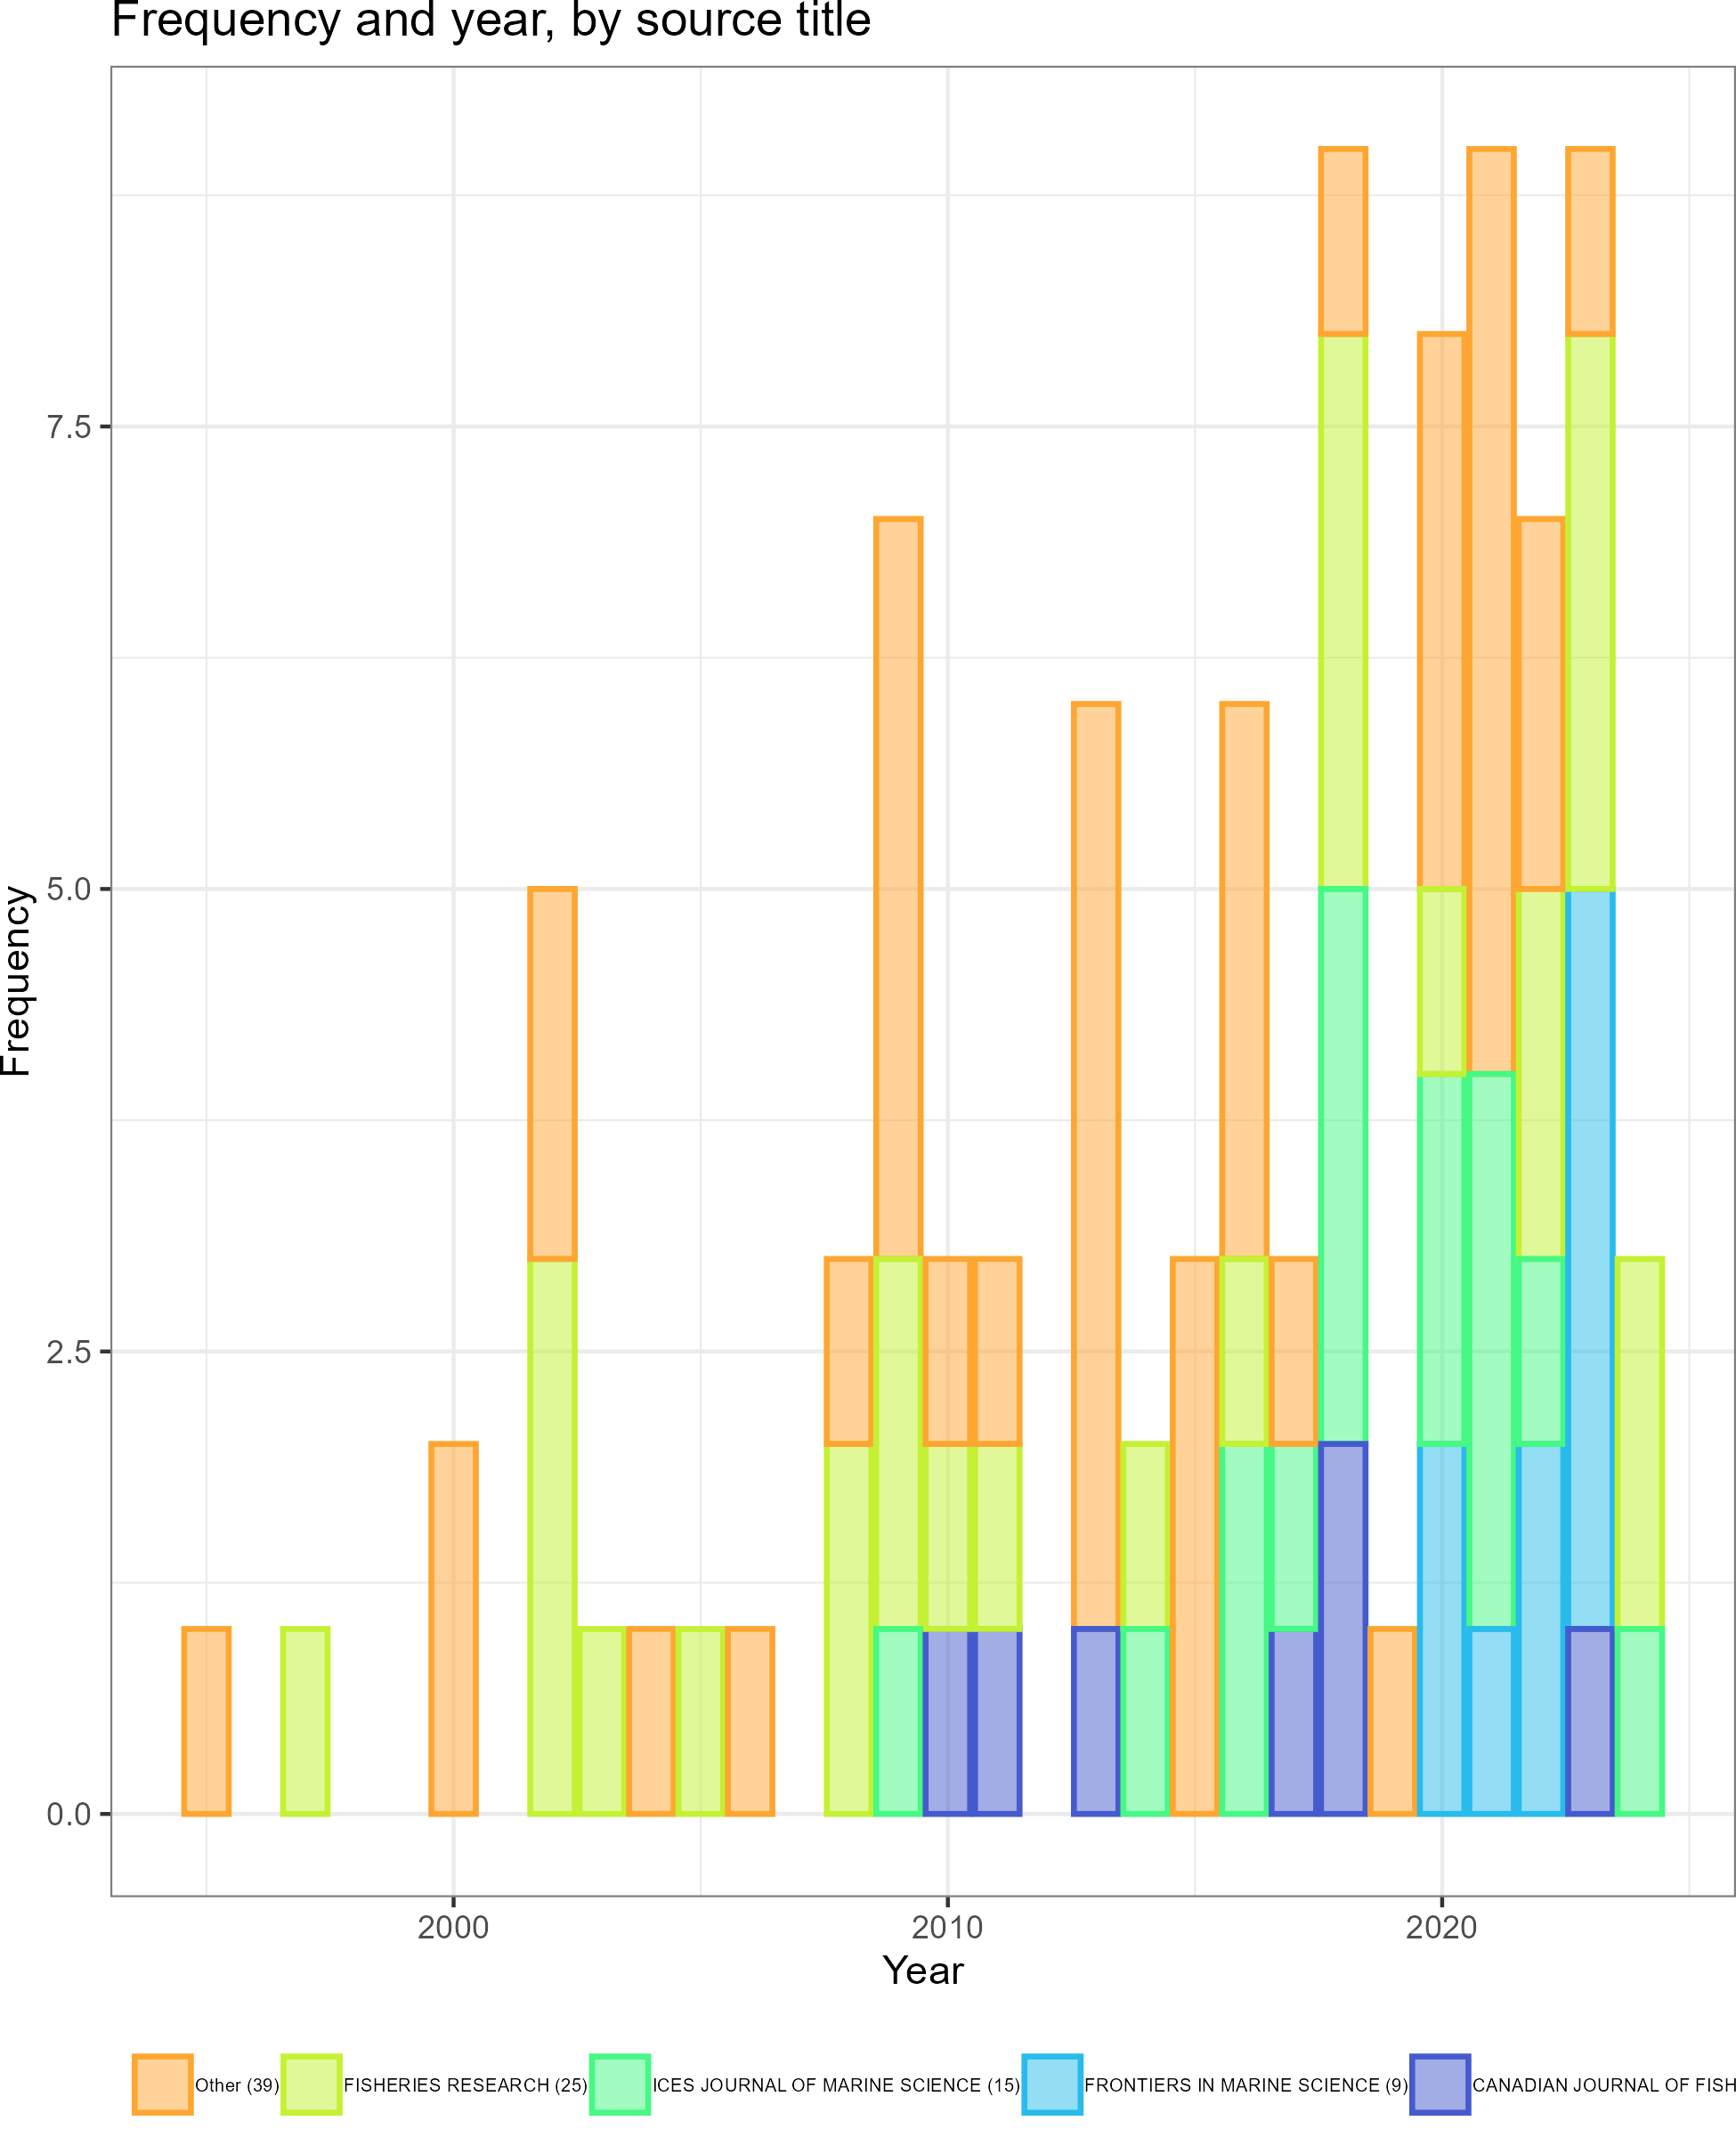 Frequency and year, by source title
Frequency
7.5
5.0
2.5
0.0
2000 2010 2020
Year
Other (39) FISHERIES RESEARCH (25) ICES JOURNAL OF MARINE SCIENCE (15) FRONTIERS IN MARINE SCIENCE (9) CANADIAN JOURNAL OF FISH